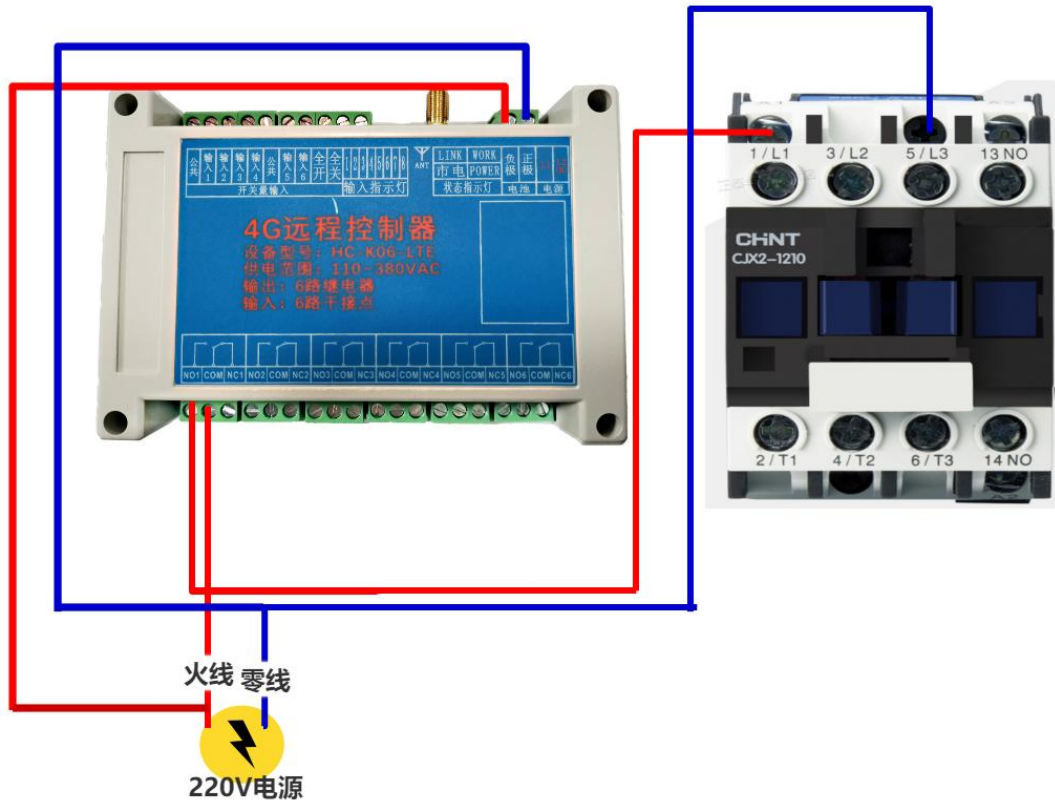 公共 输入1 输入2 输入3 输入4 公共 输入5 输入6 全开 全关 1 2 3 4 5 6 7 8
开关量输入 输入指示灯
ANT
LINK WORK
市电 POWER
状态指示灯
负极 正极
电池 电源
4G远程控制器
设备型号：HC-K06-LTE
供电范围：110-380VAC
输出：6路继电器
输入：6路干接点
NO1 COM NC1 NO2 COM NC2 NO3 COM NC3 NO4 COM NC4 NO5 COM NC5 NO6 COM NC6
1/L1 3/L2 5/L3 13NO
CHNT
CJX2-1210
2/T1 4/T2 6/T3 14NO
火线 零线
220V电源